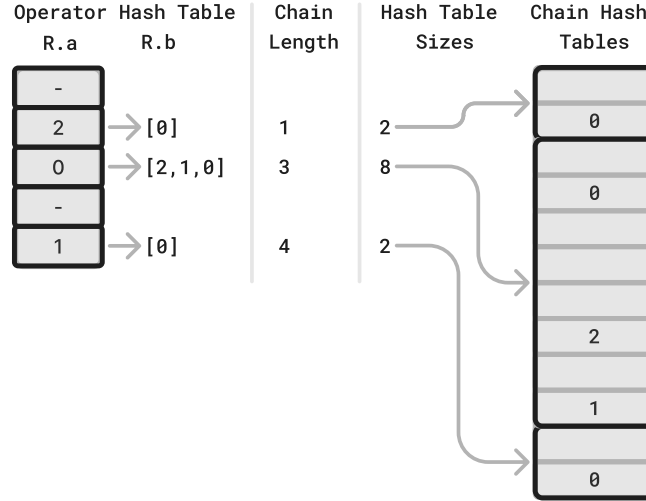 Operator Hash Table Chain Hash Table Chain Hash
R.a R.b Length Sizes Tables
-
2 [0] 1 2 0
0 [2,1,0] 3 8 0
-
1 [0] 4 2
2
1
0